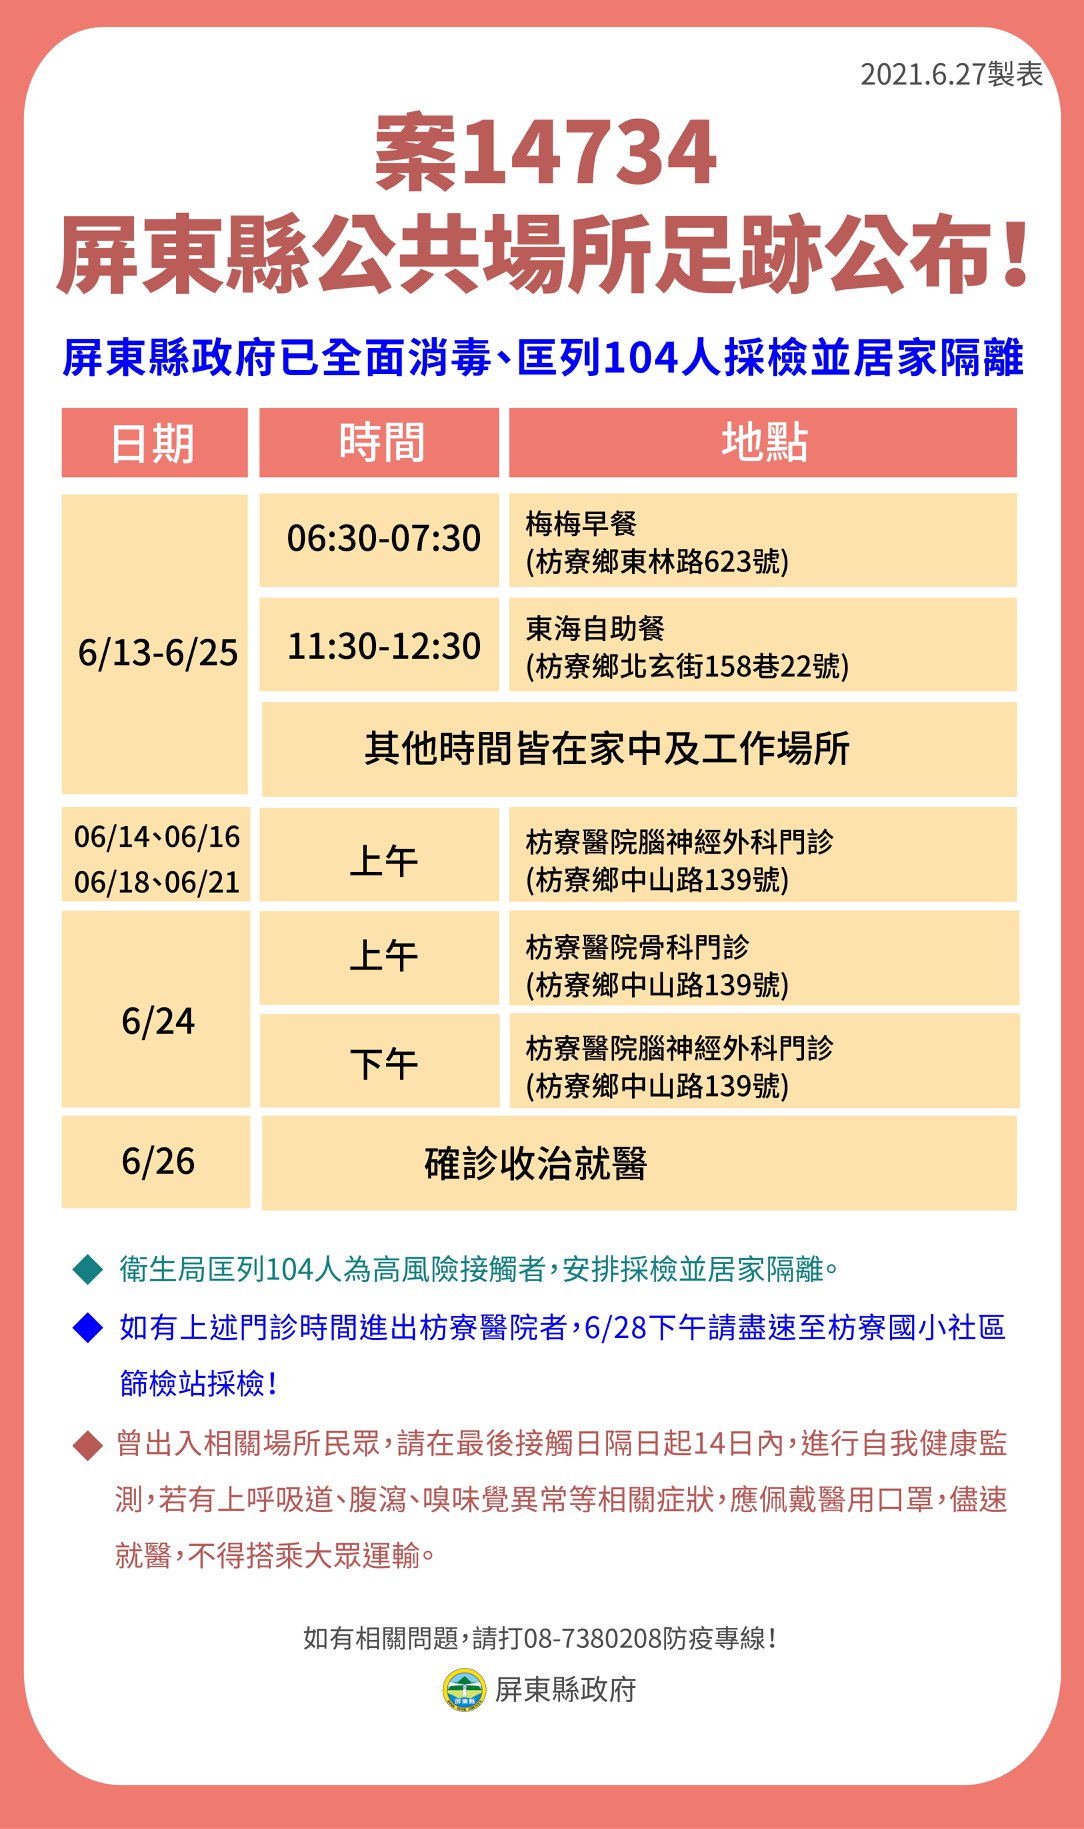 2021.6.27製表
案14734
屏東縣公共場所足跡公布!
屏東縣政府已全面消毒、匡列104人採檢並居家隔離
日期 時間 地點
6/13-6/25
06:30-07:30
梅梅早餐
(枋寮鄉東林路623號)
11:30-12:30
東海自助餐
(枋寮鄉北玄街158巷22號)
其他時間皆在家中及工作場所
06/14、06/16
06/18、06/21
上午
枋寮醫院腦神經外科門診
(枋寮鄉中山路139號)
6/24
上午
枋寮醫院骨科門診
(枋寮鄉中山路139號)
下午
枋寮醫院腦神經外科門診
(枋寮鄉中山路139號)
6/26
確診收治就醫
◆ 衛生局匡列104人為高風險接觸者,安排採檢並居家隔離。
◆ 如有上述門診時間進出枋寮醫院者,6/28下午請盡速至枋寮國小社區
篩檢站採檢!
◆ 曾出入相關場所民眾,請在最後接觸日隔日起14日內,進行自我健康監
測,若有上呼吸道、腹瀉、嗅味覺異常等相關症狀,應佩戴醫用口罩,儘速
就醫,不得搭乘大眾運輸。
如有相關問題,請打08-7380208防疫專線!
屏東縣政府